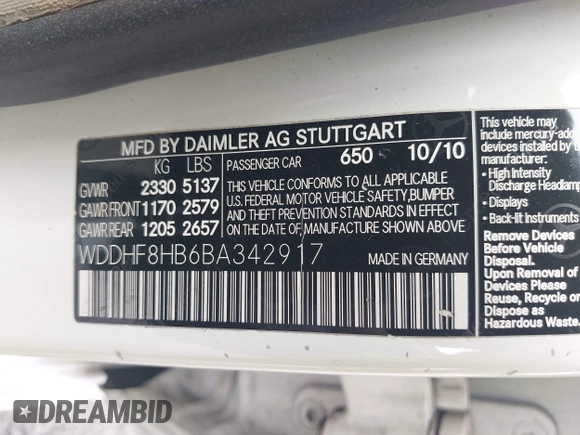 MFD BY DAIMLER AG STUTTGART
KG LBS PASSENGER CAR 650 10/10
GVWR 2330 5137
GAWR FRONT 1170 2579
GAWR REAR 1205 2657
THIS VEHICLE CONFORMS TO ALL APPLICABLE
U.S. FEDERAL MOTOR VEHICLE SAFETY, BUMPER
AND THEFT PREVENTION STANDARDS IN EFFECT
ON THE DATE OF MANUFACTURE SHOWN ABOVE.
WDDHF8HB6BA342917 MADE IN GERMANY
This vehicle may
include mercury-added
devices installed by
• High Intensity
Discharge Headlamps
• Displays
• Back-lit Instruments
Remove Devices
Before Vehicle
Disposal.
Upon Removal of
Devices Please
Reuse, Recycle or
Dispose as
Hazardous Waste.
DREAMBID